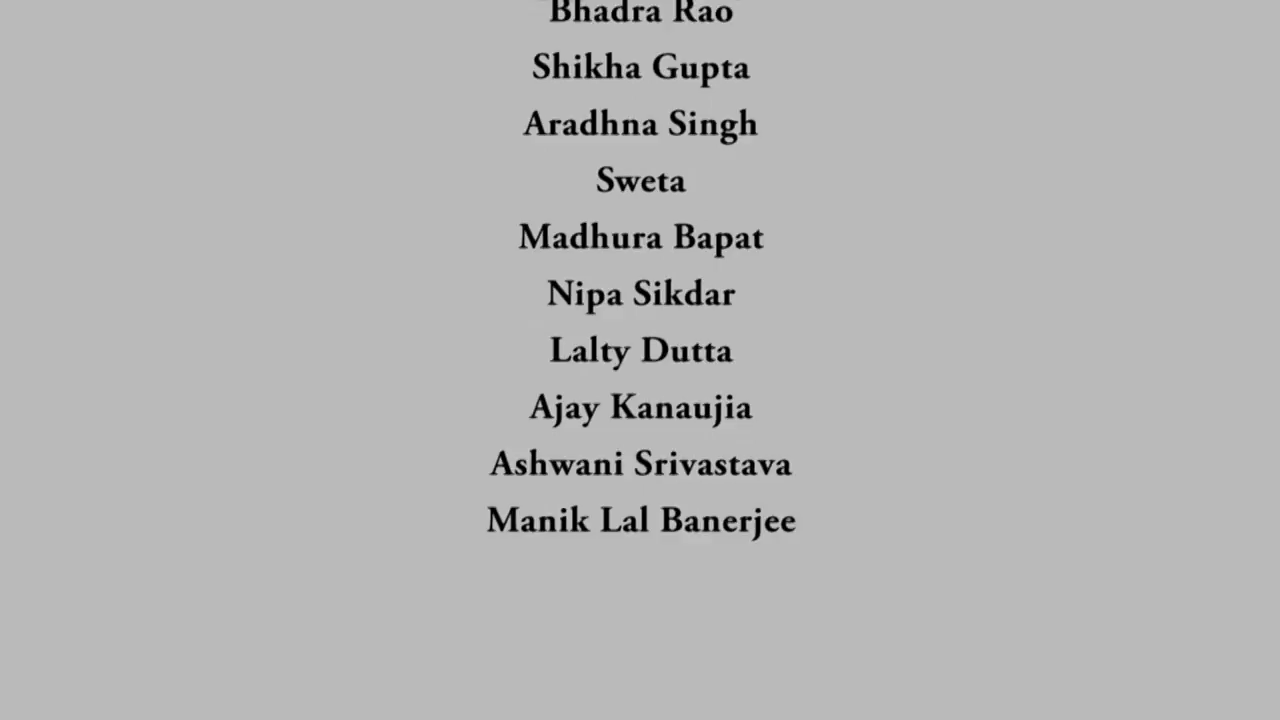 Bhadra Rao
Shikha Gupta
Aradhna Singh
Sweta
Madhura Bapat
Nipa Sikdar
Lalty Dutta
Ajay Kanaujia
Ashwani Srivastava
Manik Lal Banerjee